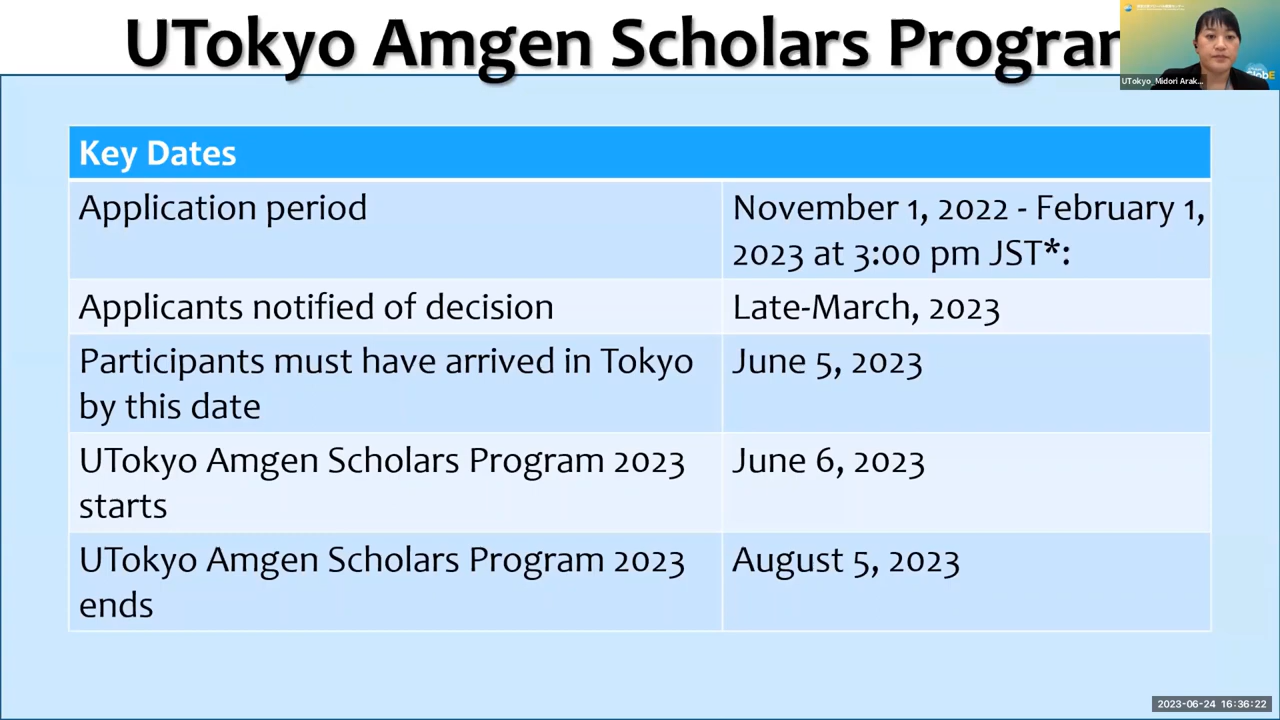 UTokyo Amgen Scholars Progra
UTokyo_Midori Arak...
Key Dates
Application period
November 1, 2022 - February 1,
2023 at 3:00 pm JST*:
Applicants notified of decision
Late-March, 2023
Participants must have arrived in Tokyo
by this date
June 5, 2023
UTokyo Amgen Scholars Program 2023
starts
June 6, 2023
UTokyo Amgen Scholars Program 2023
ends
August 5, 2023
2023-06-24 16:36:22